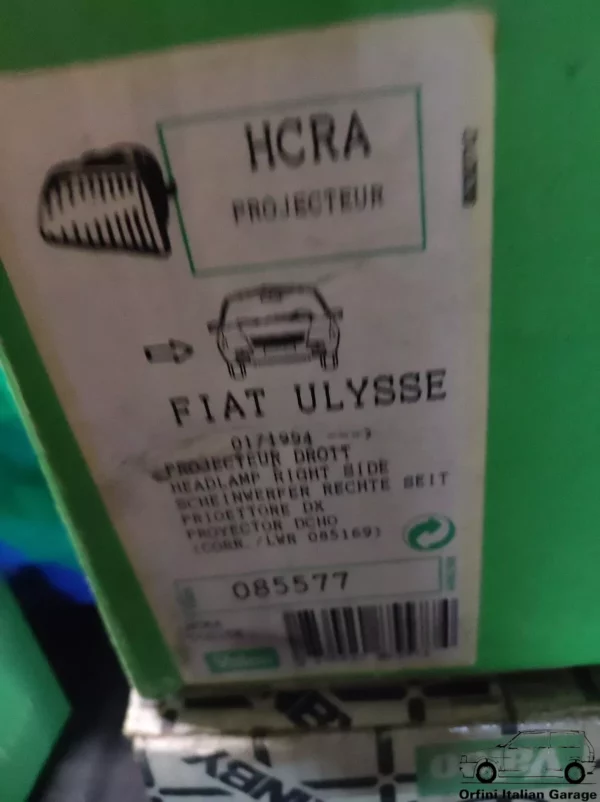 HCRA
PROJECTEUR
FIAT ULYSSE
01/1994 --->
PROJECTEUR DROIT
HEADLAMP RIGHT SIDE
SCHEINWERFER RECHTE SEIT
PROIETTORE DX
PROYECTOR DCHO
(CORR./LWR 085169)
085577
Valeo
Orfini Italian Garage